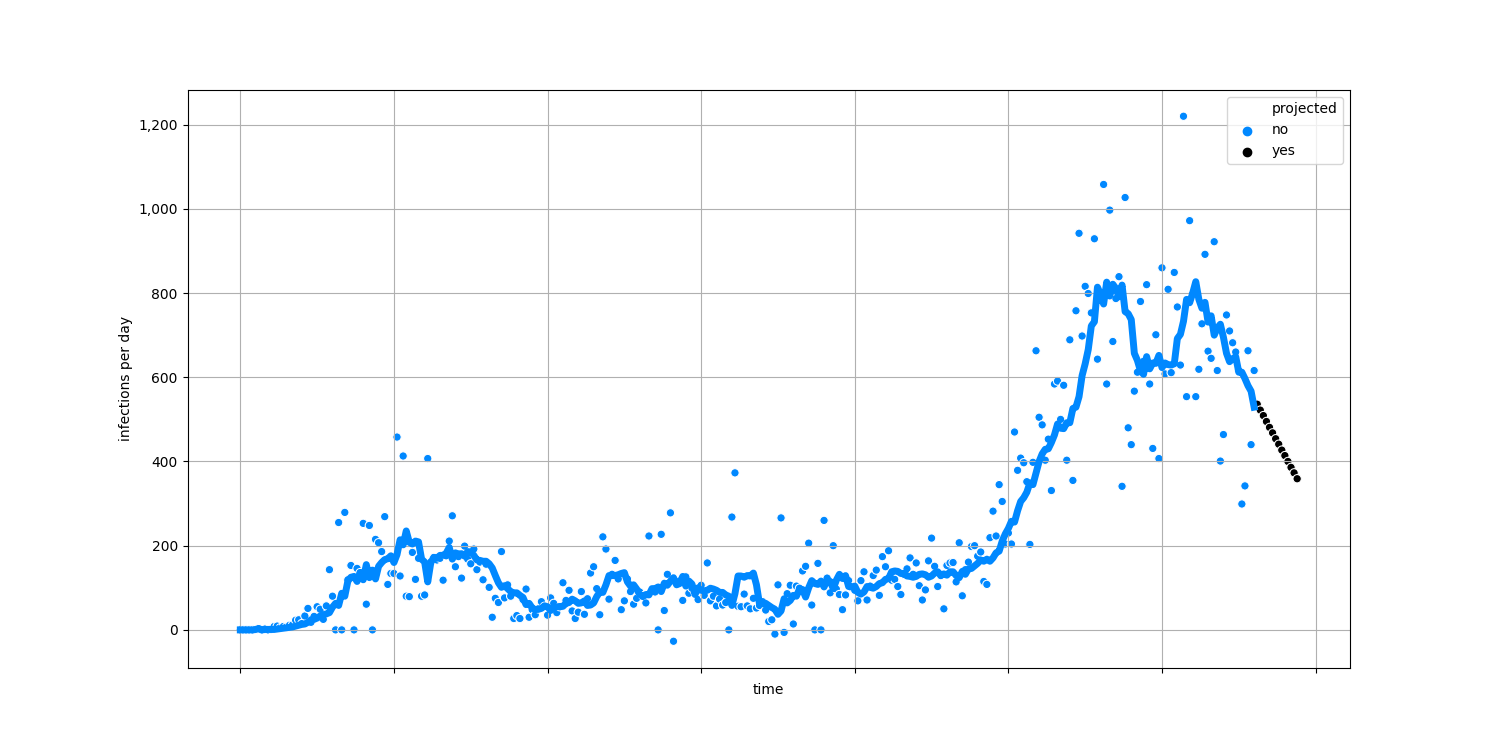 projected
no
yes
1,200
1,000
800
600
400
200
0
infections per day
time